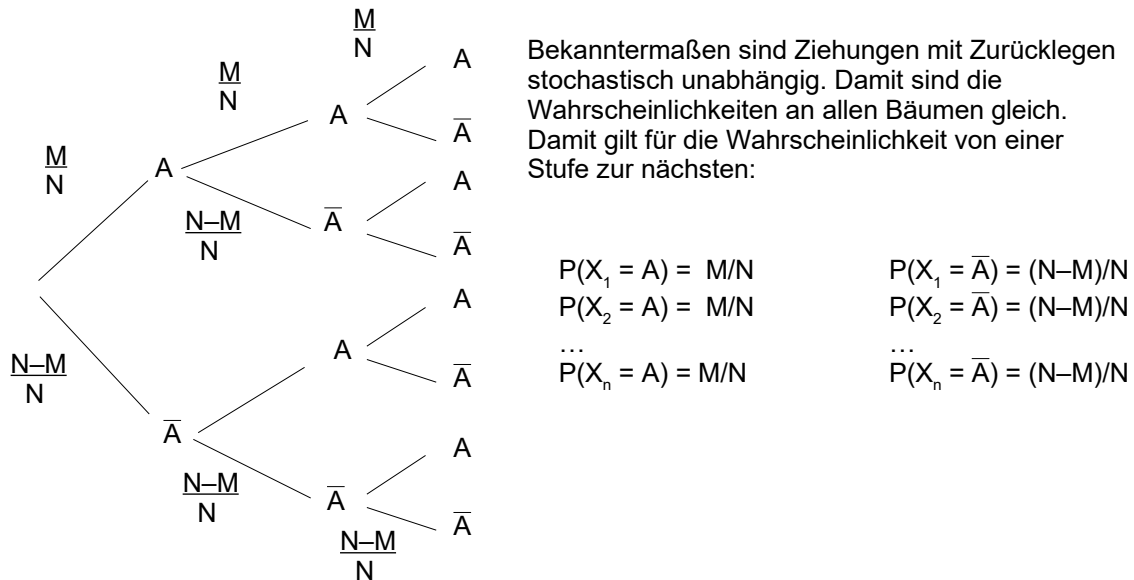 M
N
A
M
N
A
A̅
M
N
A
A
A
N–M
N
A̅
A̅
A
N–M
N
A
A̅
A̅
A
N–M
N
A̅
A̅
N–M
N
Bekanntermaßen sind Ziehungen mit Zurücklegen
stochastisch unabhängig. Damit sind die
Wahrscheinlichkeiten an allen Bäumen gleich.
Damit gilt für die Wahrscheinlichkeit von einer
Stufe zur nächsten:
P(X₁ = A) = M/N
P(X₂ = A) = M/N
…
P(Xₙ = A) = M/N
P(X₁ = A̅) = (N–M)/N
P(X₂ = A̅) = (N–M)/N
…
P(Xₙ = A̅) = (N–M)/N